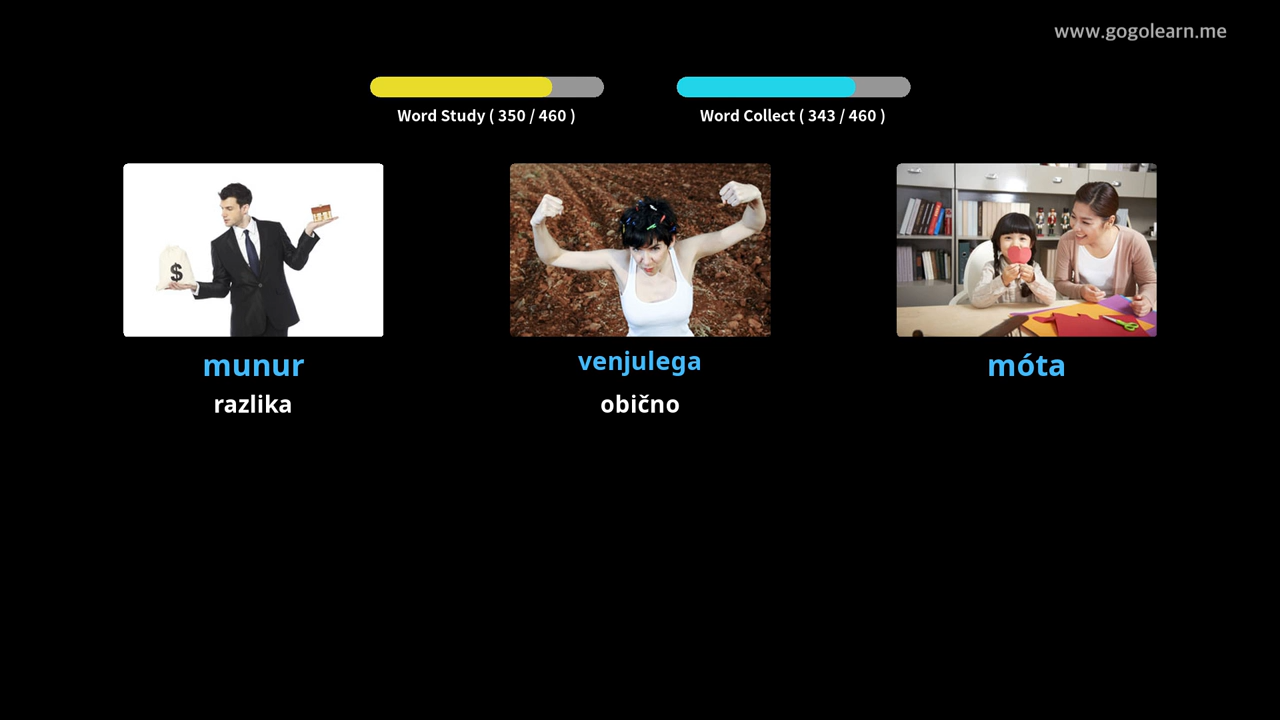 www.gogolearn.me
Word Study ( 350 / 460 )
Word Collect ( 343 / 460 )
$
munur
venjulega
móta
razlika
obično